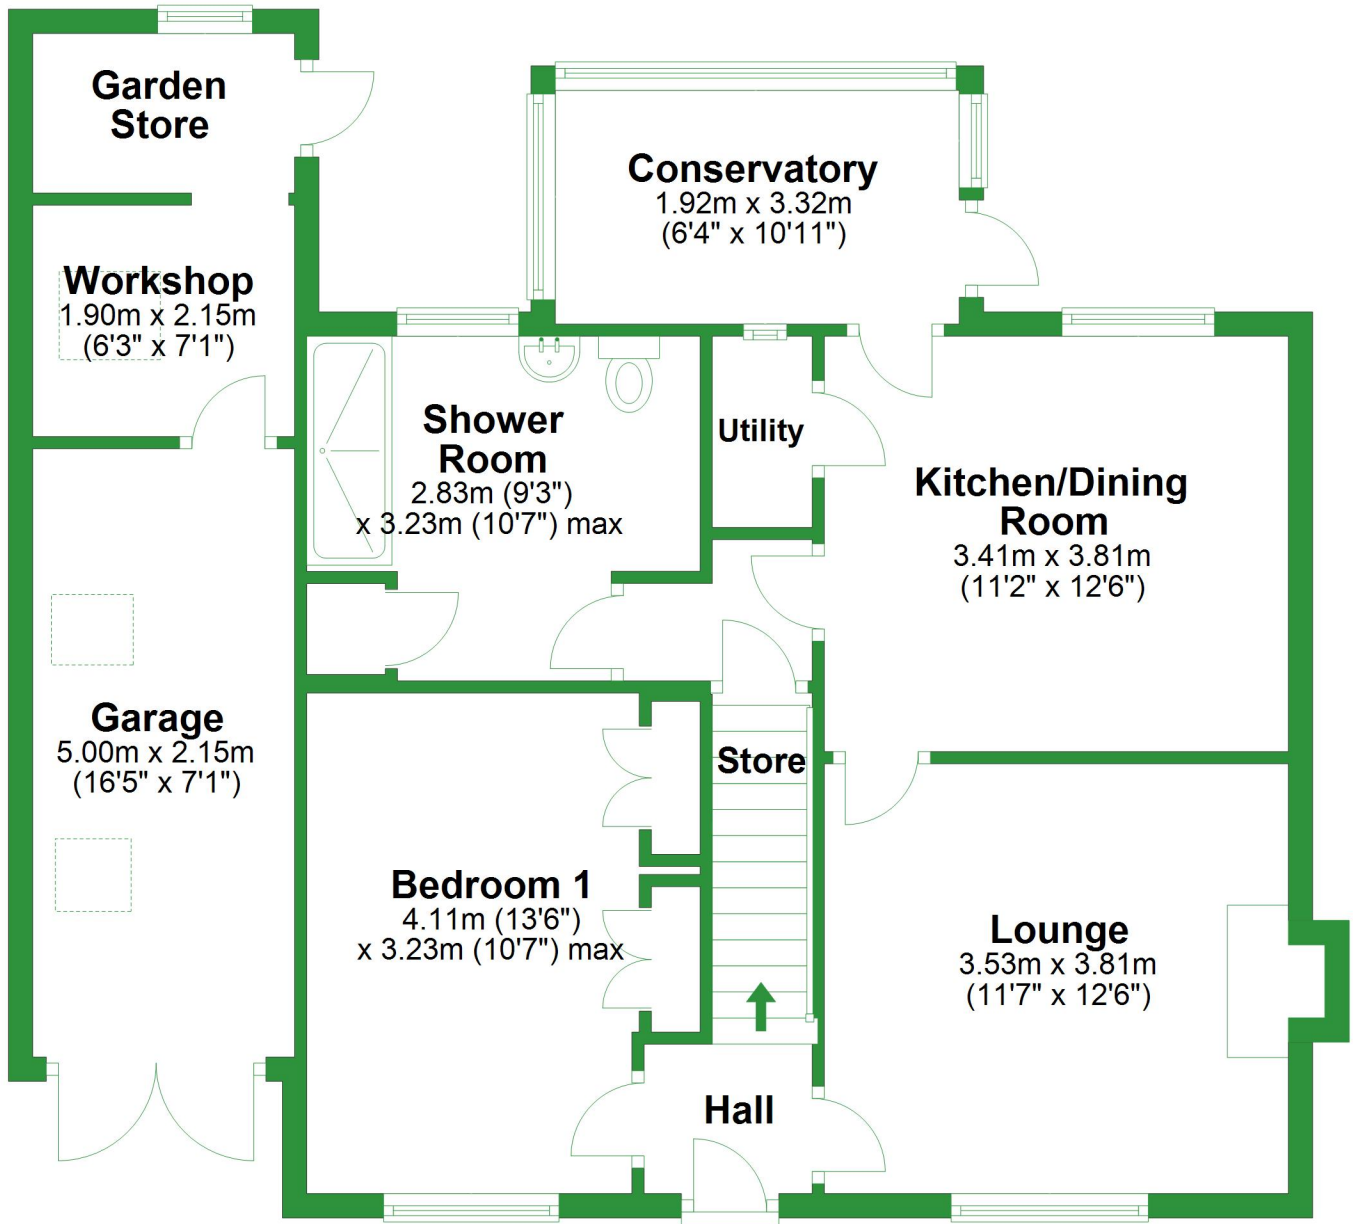 Garden
Store
Conservatory
1.92m x 3.32m
(6'4" x 10'11")
Workshop
1.90m x 2.15m
(6'3" x 7'1")
Shower
Room
2.83m (9'3")
x 3.23m (10'7") max
Utility
Kitchen/Dining
Room
3.41m x 3.81m
(11'2" x 12'6")
Garage
5.00m x 2.15m
(16'5" x 7'1")
Store
Bedroom 1
4.11m (13'6")
x 3.23m (10'7") max
Lounge
3.53m x 3.81m
(11'7" x 12'6")
Hall